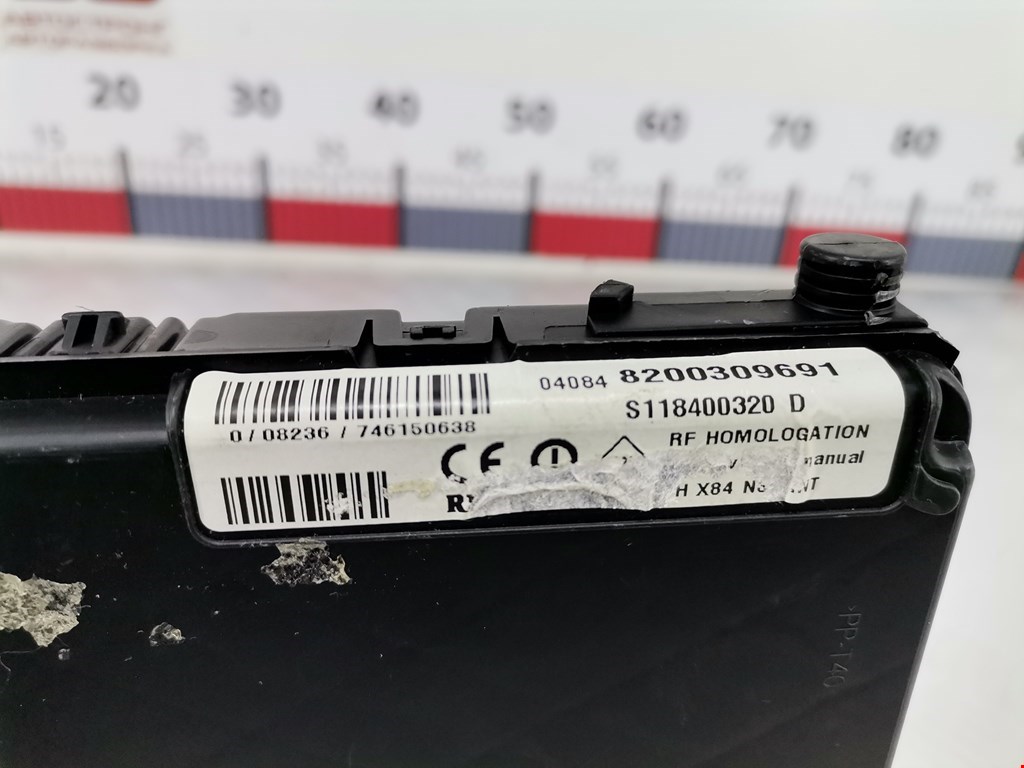 20 30 40 50 60 70 80
15 25 35 45 55 65 75 85
04084 8200309691
S118400320 D
0/08236/746150638
RF HOMOLOGATION
CE
manual
H X84
>PP-T40